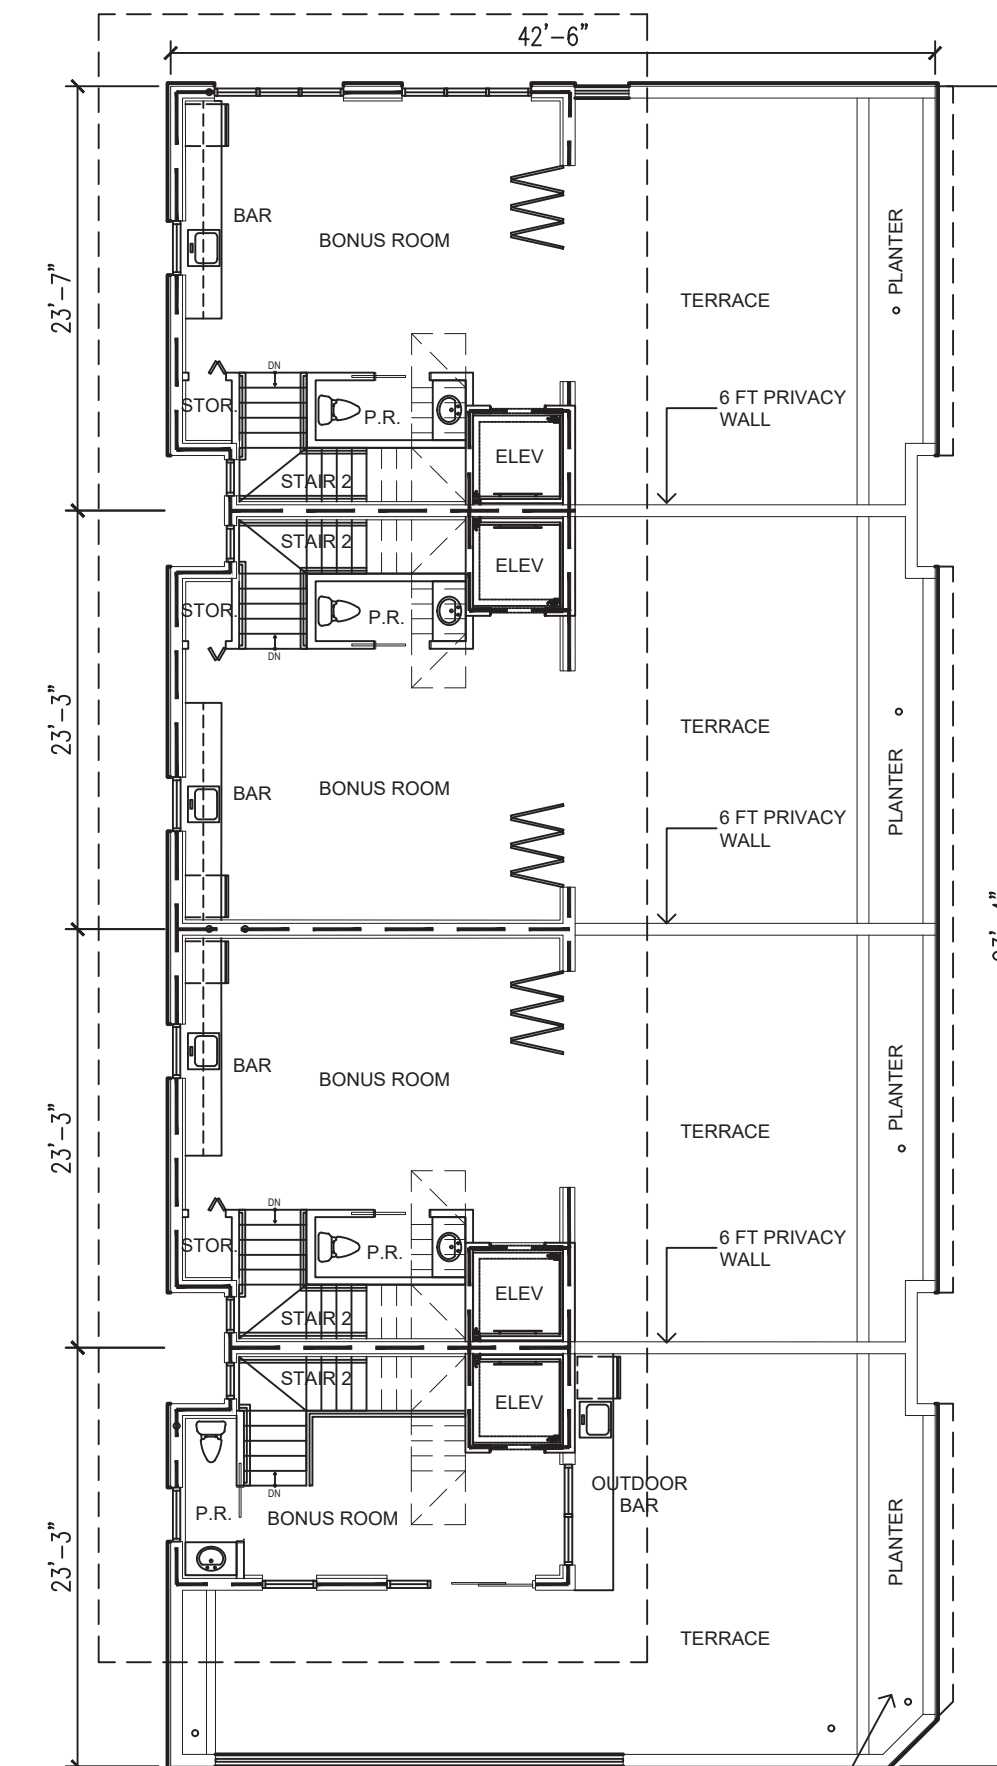 42'-6"
BAR
BONUS ROOM
PLANTER
23'-7"
TERRACE
DN
6 FT PRIVACY
WALL
STOR.
P.R.
ELEV
STAIR 2
STAIR 2
ELEV
STOR.
P.R.
DN
23'-3"
TERRACE
BONUS ROOM
BAR
PLANTER
6 FT PRIVACY
WALL
BAR
BONUS ROOM
PLANTER
TERRACE
23'-3"
DN
6 FT PRIVACY
WALL
STOR.
P.R.
ELEV
STAIR 2
STAIR 2
ELEV
DN
OUTDOOR
BAR
P.R.
BONUS ROOM
PLANTER
23'-3"
TERRACE